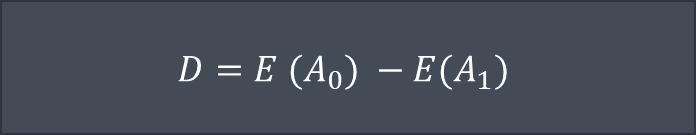 D = E (A₀) − E(A₁)